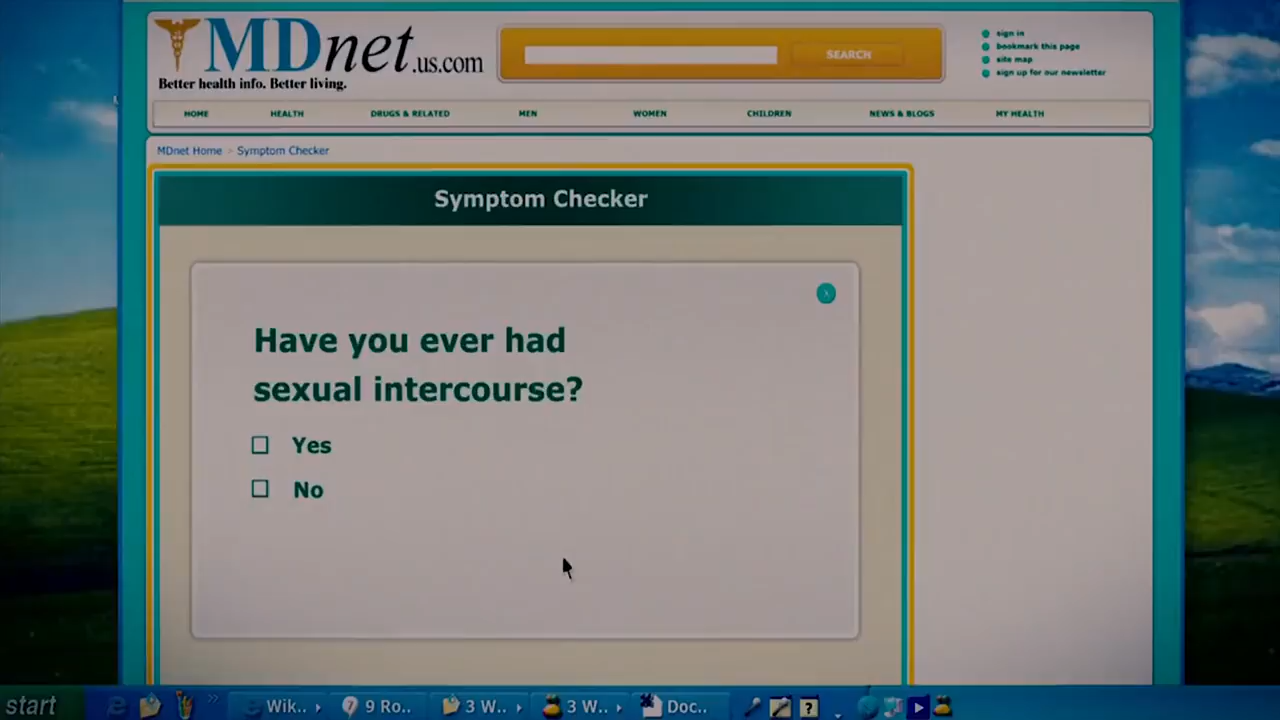 MDnet.us.com
Better health info. Better living.
SEARCH
sign in
bookmark this page
site map
sign up for our newsletter
HOME HEALTH DRUGS & RELATED MEN WOMEN CHILDREN NEWS & BLOGS MY HEALTH
MDnet Home > Symptom Checker
Symptom Checker
Have you ever had
sexual intercourse?
Yes
No
start Wik.. 9 Ro.. 3 W.. 3 W.. Doc..